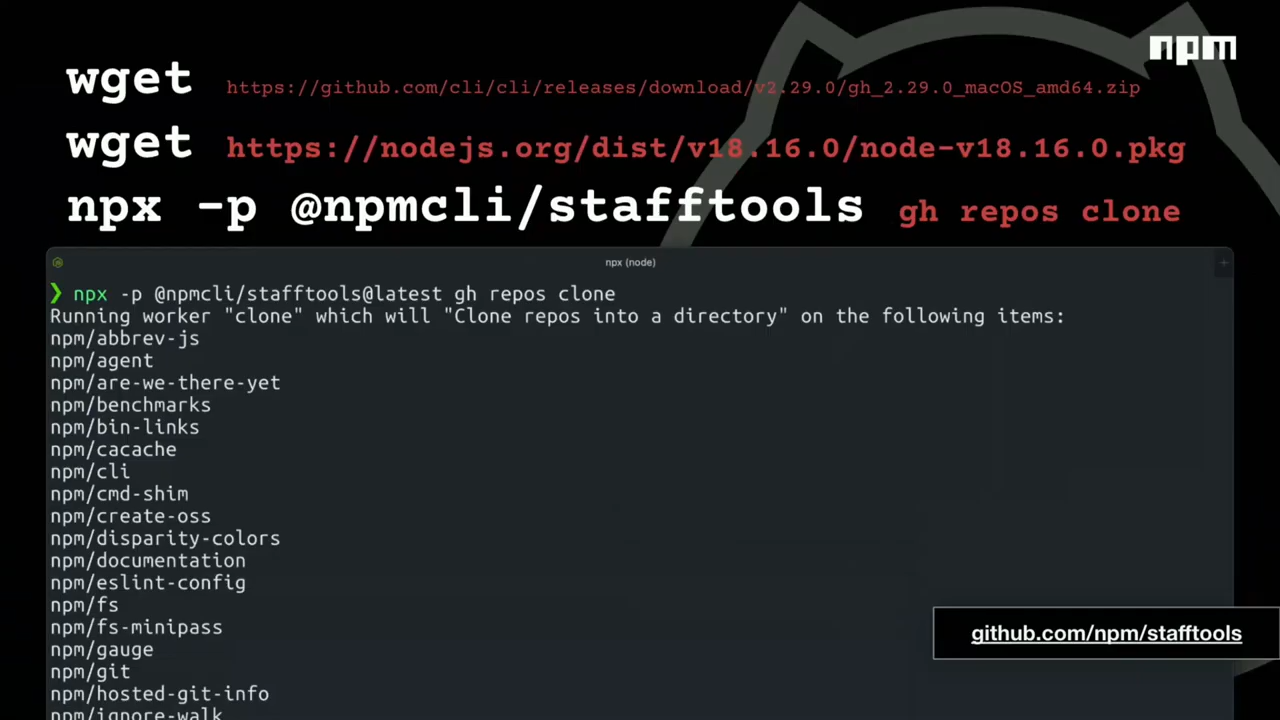 npm
wget https://github.com/cli/cli/releases/download/v2.29.0/gh_2.29.0_macOS_amd64.zip
wget https://nodejs.org/dist/v18.16.0/node-v18.16.0.pkg
npx -p @npmcli/stafftools gh repos clone
npx (node)
❯ npx -p @npmcli/stafftools@latest gh repos clone
Running worker "clone" which will "Clone repos into a directory" on the following items:
npm/abbrev-js
npm/agent
npm/are-we-there-yet
npm/benchmarks
npm/bin-links
npm/cacache
npm/cli
npm/cmd-shim
npm/create-oss
npm/disparity-colors
npm/documentation
npm/eslint-config
npm/fs
npm/fs-minipass
npm/gauge
npm/git
npm/hosted-git-info
npm/ignore-walk
github.com/npm/stafftools